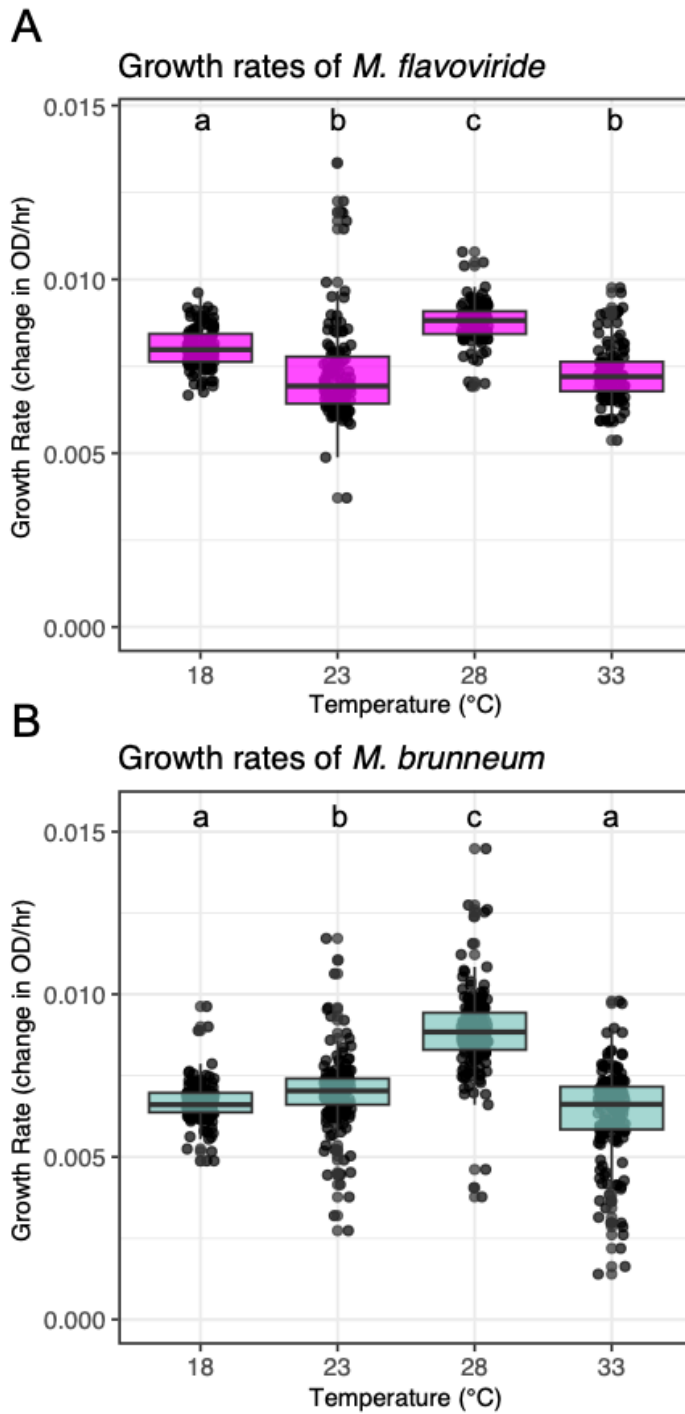 A
Growth rates of M. flavoviride
Growth Rate (change in OD/hr)
0.015
0.010
0.005
0.000
a b c b
18 23 28 33
Temperature (°C)
B
Growth rates of M. brunneum
Growth Rate (change in OD/hr)
0.015
0.010
0.005
0.000
a b c a
18 23 28 33
Temperature (°C)